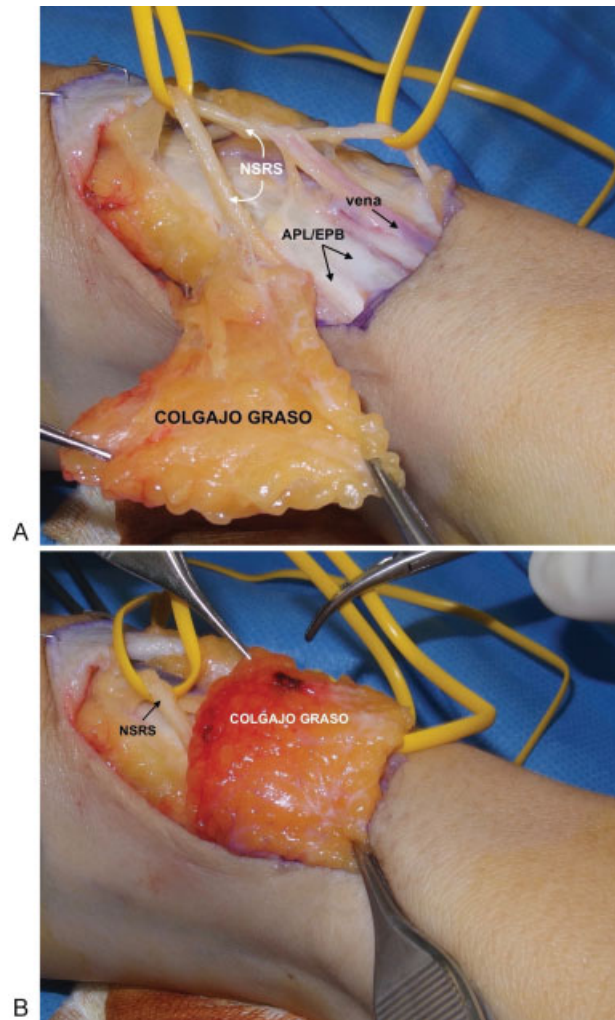 NSRS
vena
APL/EPB
COLGAJO GRASO
A
COLGAJO GRASO
NSRS
B